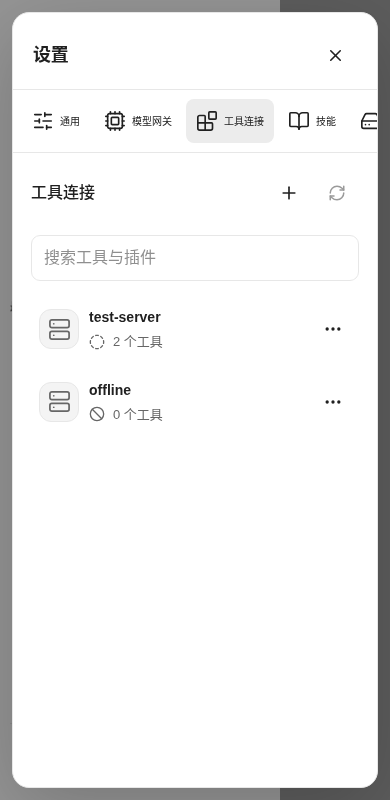 设置
通用
模型网关
工具连接
技能
工具连接
搜索工具与插件
test-server
2 个工具
offline
0 个工具